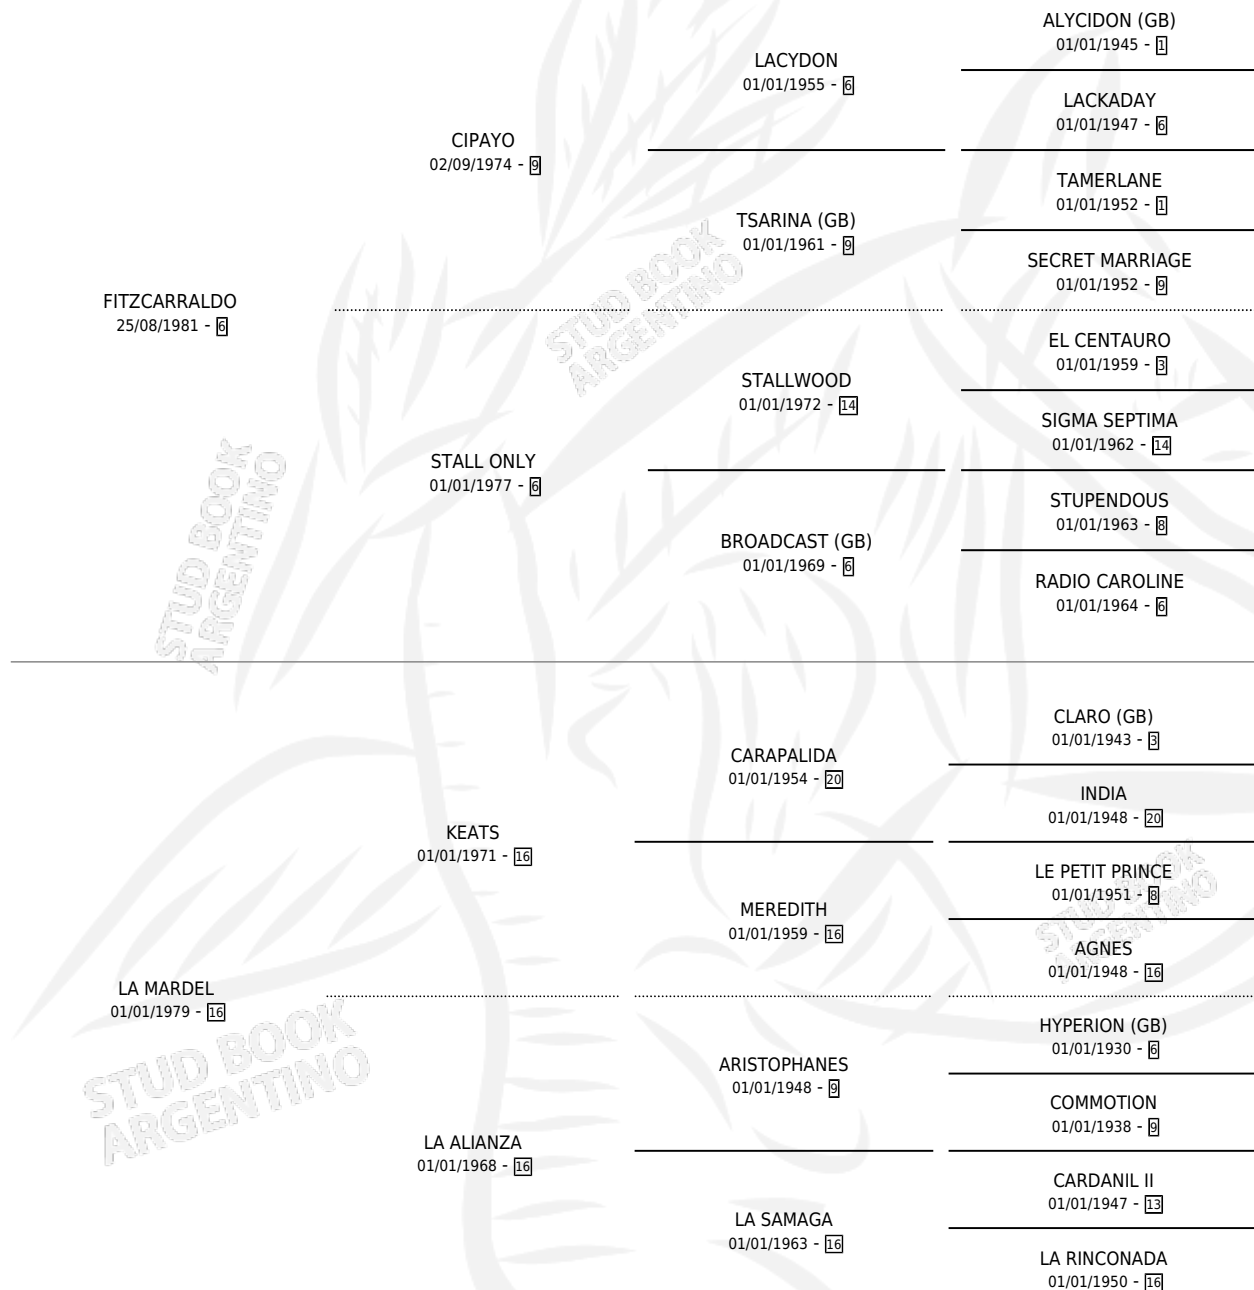 FITZCARRALDO
25/08/1981 - 6
CIPAYO
02/09/1974 - 9
LACYDON
01/01/1955 - 6
ALYCIDON (GB)
01/01/1945 - 1
LACKADAY
01/01/1947 - 6
TSARINA (GB)
01/01/1961 - 9
TAMERLANE
01/01/1952 - 1
SECRET MARRIAGE
01/01/1952 - 9
STALL ONLY
01/01/1977 - 6
STALLWOOD
01/01/1972 - 14
EL CENTAURO
01/01/1959 - 3
SIGMA SEPTIMA
01/01/1962 - 14
BROADCAST (GB)
01/01/1969 - 6
STUPENDOUS
01/01/1963 - 8
RADIO CAROLINE
01/01/1964 - 6
LA MARDEL
01/01/1979 - 16
KEATS
01/01/1971 - 16
CARAPALIDA
01/01/1954 - 20
CLARO (GB)
01/01/1943 - 3
INDIA
01/01/1948 - 20
MEREDITH
01/01/1959 - 16
LE PETIT PRINCE
01/01/1951 - 8
AGNES
01/01/1948 - 16
LA ALIANZA
01/01/1968 - 16
ARISTOPHANES
01/01/1948 - 9
HYPERION (GB)
01/01/1930 - 6
COMMOTION
01/01/1938 - 9
LA SAMAGA
01/01/1963 - 16
CARDANIL II
01/01/1947 - 13
LA RINCONADA
01/01/1950 - 16
STUD BOOK
ARGENTINO
STUD BOOK
ARGENTINO
STUD BOOK
ARGENTINO
STUD BOOK
ARGENTINO